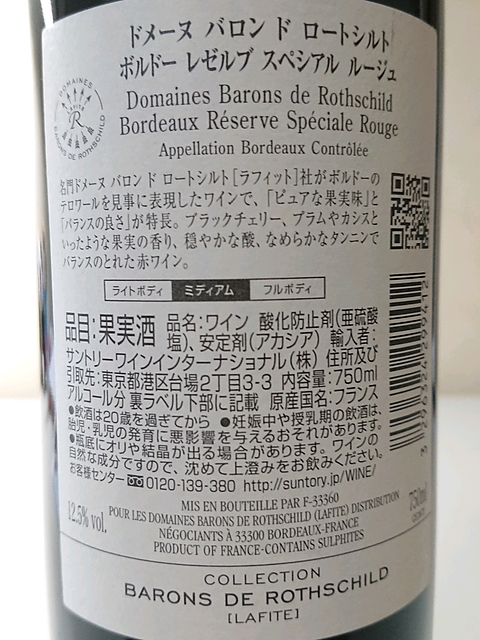 ドメーヌ バロン ド ロートシルト
ボルドー レゼルブ スペシアル ルージュ
DOMAINES
LAFITE
R
BARONS DE ROTHSCHILD
Domaines Barons de Rothschild
Bordeaux Réserve Spéciale Rouge
Appellation Bordeaux Contrôlée
名門ドメーヌ バロン ド ロートシルト[ラフィット]社がボルドーの
テロワールを見事に表現したワインで、「ピュアな果実味」と
「バランスの良さ」が特長。ブラックチェリー、プラムやカシスと
いったような果実の香り、穏やかな酸、なめらかなタンニンで
バランスのとれた赤ワイン。
ライトボディ ミディアム フルボディ
品目:果実酒 品名:ワイン 酸化防止剤(亜硫酸
塩)、安定剤(アカシア) 輸入者:
サントリーワインインターナショナル(株) 住所及び
引取先:東京都港区台場2丁目3-3 内容量:750ml
アルコール分 裏ラベル下部に記載 原産国名:フランス
●飲酒は20歳を過ぎてから ●妊娠中や授乳期の飲酒は、
胎児・乳児の発育に悪影響を与えるおそれがあります。
●瓶底にオリや結晶が出る場合があります。ワインの
自然な成分ですので、沈めて上澄みをお飲みください。
お客様センター 0120-139-380 http://suntory.jp/WINE/
3 296924 299412
12.5% vol.
MIS EN BOUTEILLE PAR F-33360
POUR LES DOMAINES BARONS DE ROTHSCHILD (LAFITE) DISTRIBUTION
NÉGOCIANTS À 33300 BORDEAUX-FRANCE
PRODUCT OF FRANCE-CONTAINS SULPHITES
750ml
COLLECTION
BARONS DE ROTHSCHILD
[LAFITE]